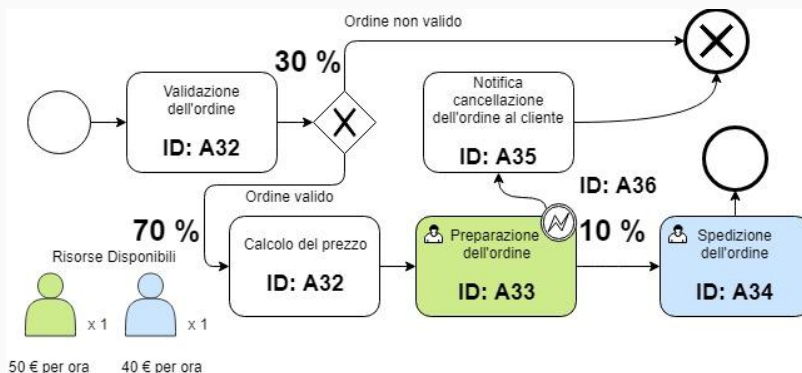 Ordine non valido
30 %
Validazione
dell'ordine
ID: A32
Notifica
cancellazione
dell'ordine al cliente
ID: A35
Ordine valido
ID: A36
70 %
Calcolo del prezzo
ID: A32
Preparazione
dell'ordine
ID: A33
10 %
Spedizione
dell'ordine
ID: A34
Risorse Disponibili
x 1
x 1
50 € per ora
40 € per ora